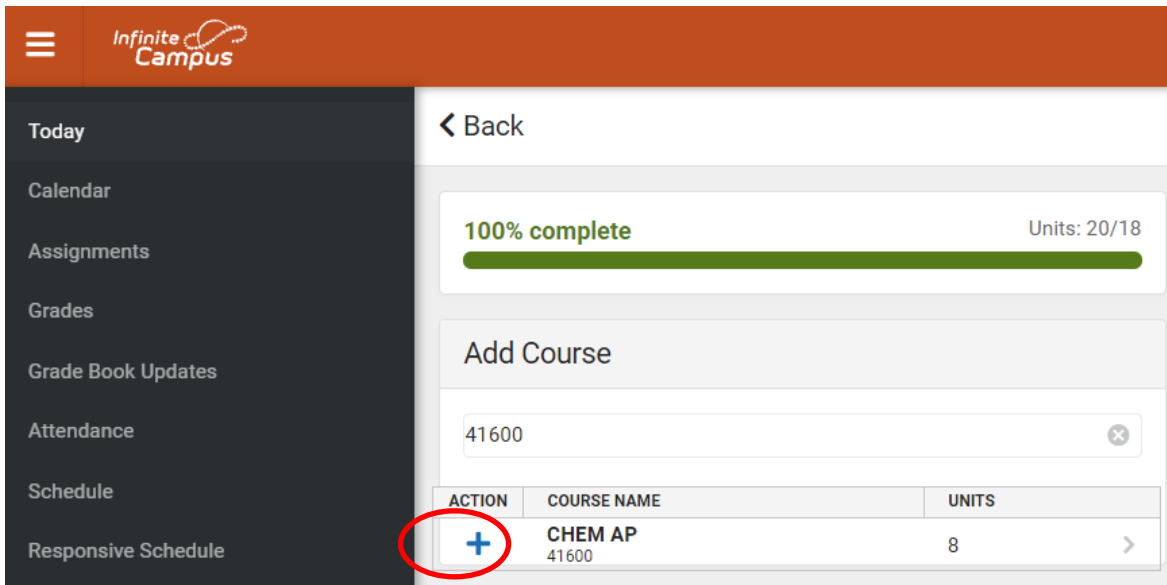 Infinite
Campus
Today
Calendar
Assignments
Grades
Grade Book Updates
Attendance
Schedule
Responsive Schedule
Back
100% complete
Units: 20/18
Add Course
41600
ACTION COURSE NAME UNITS
CHEM AP
41600
8